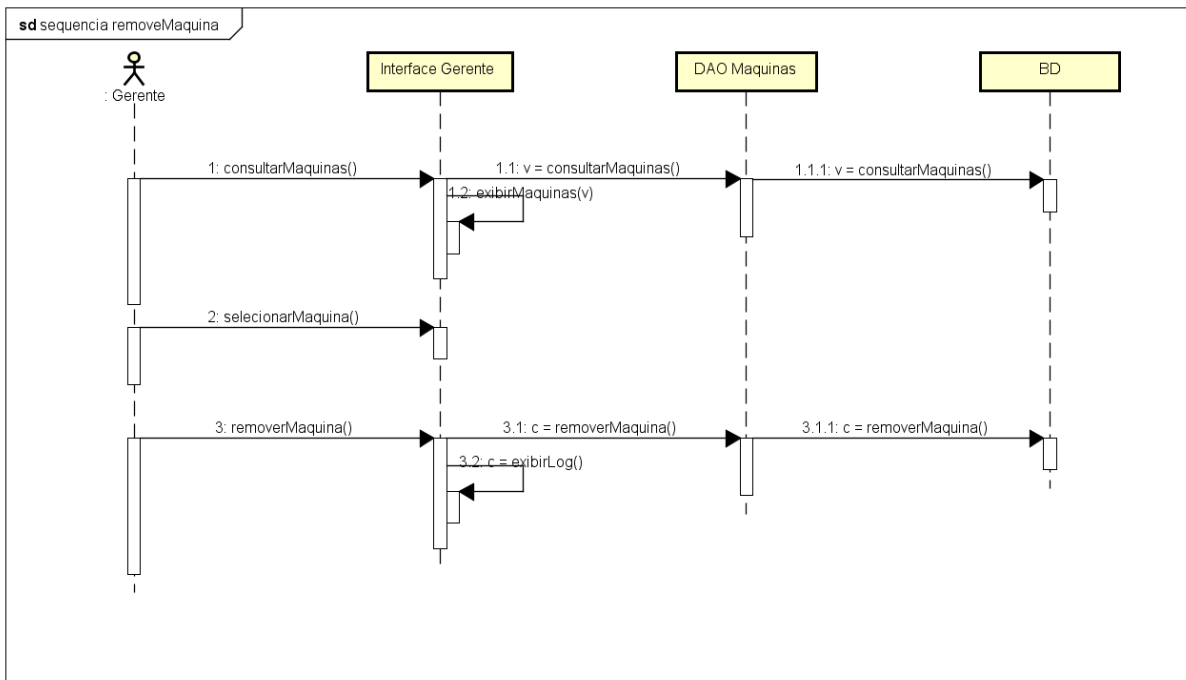 sd sequencia removeMaquina
: Gerente
Interface Gerente
DAO Maquinas
BD
1: consultarMaquinas()
1.1: v = consultarMaquinas()
1.1.1: v = consultarMaquinas()
1.2: exibirMaquinas(v)
2: selecionarMaquina()
3: removerMaquina()
3.1: c = removerMaquina()
3.1.1: c = removerMaquina()
3.2: c = exibirLog()